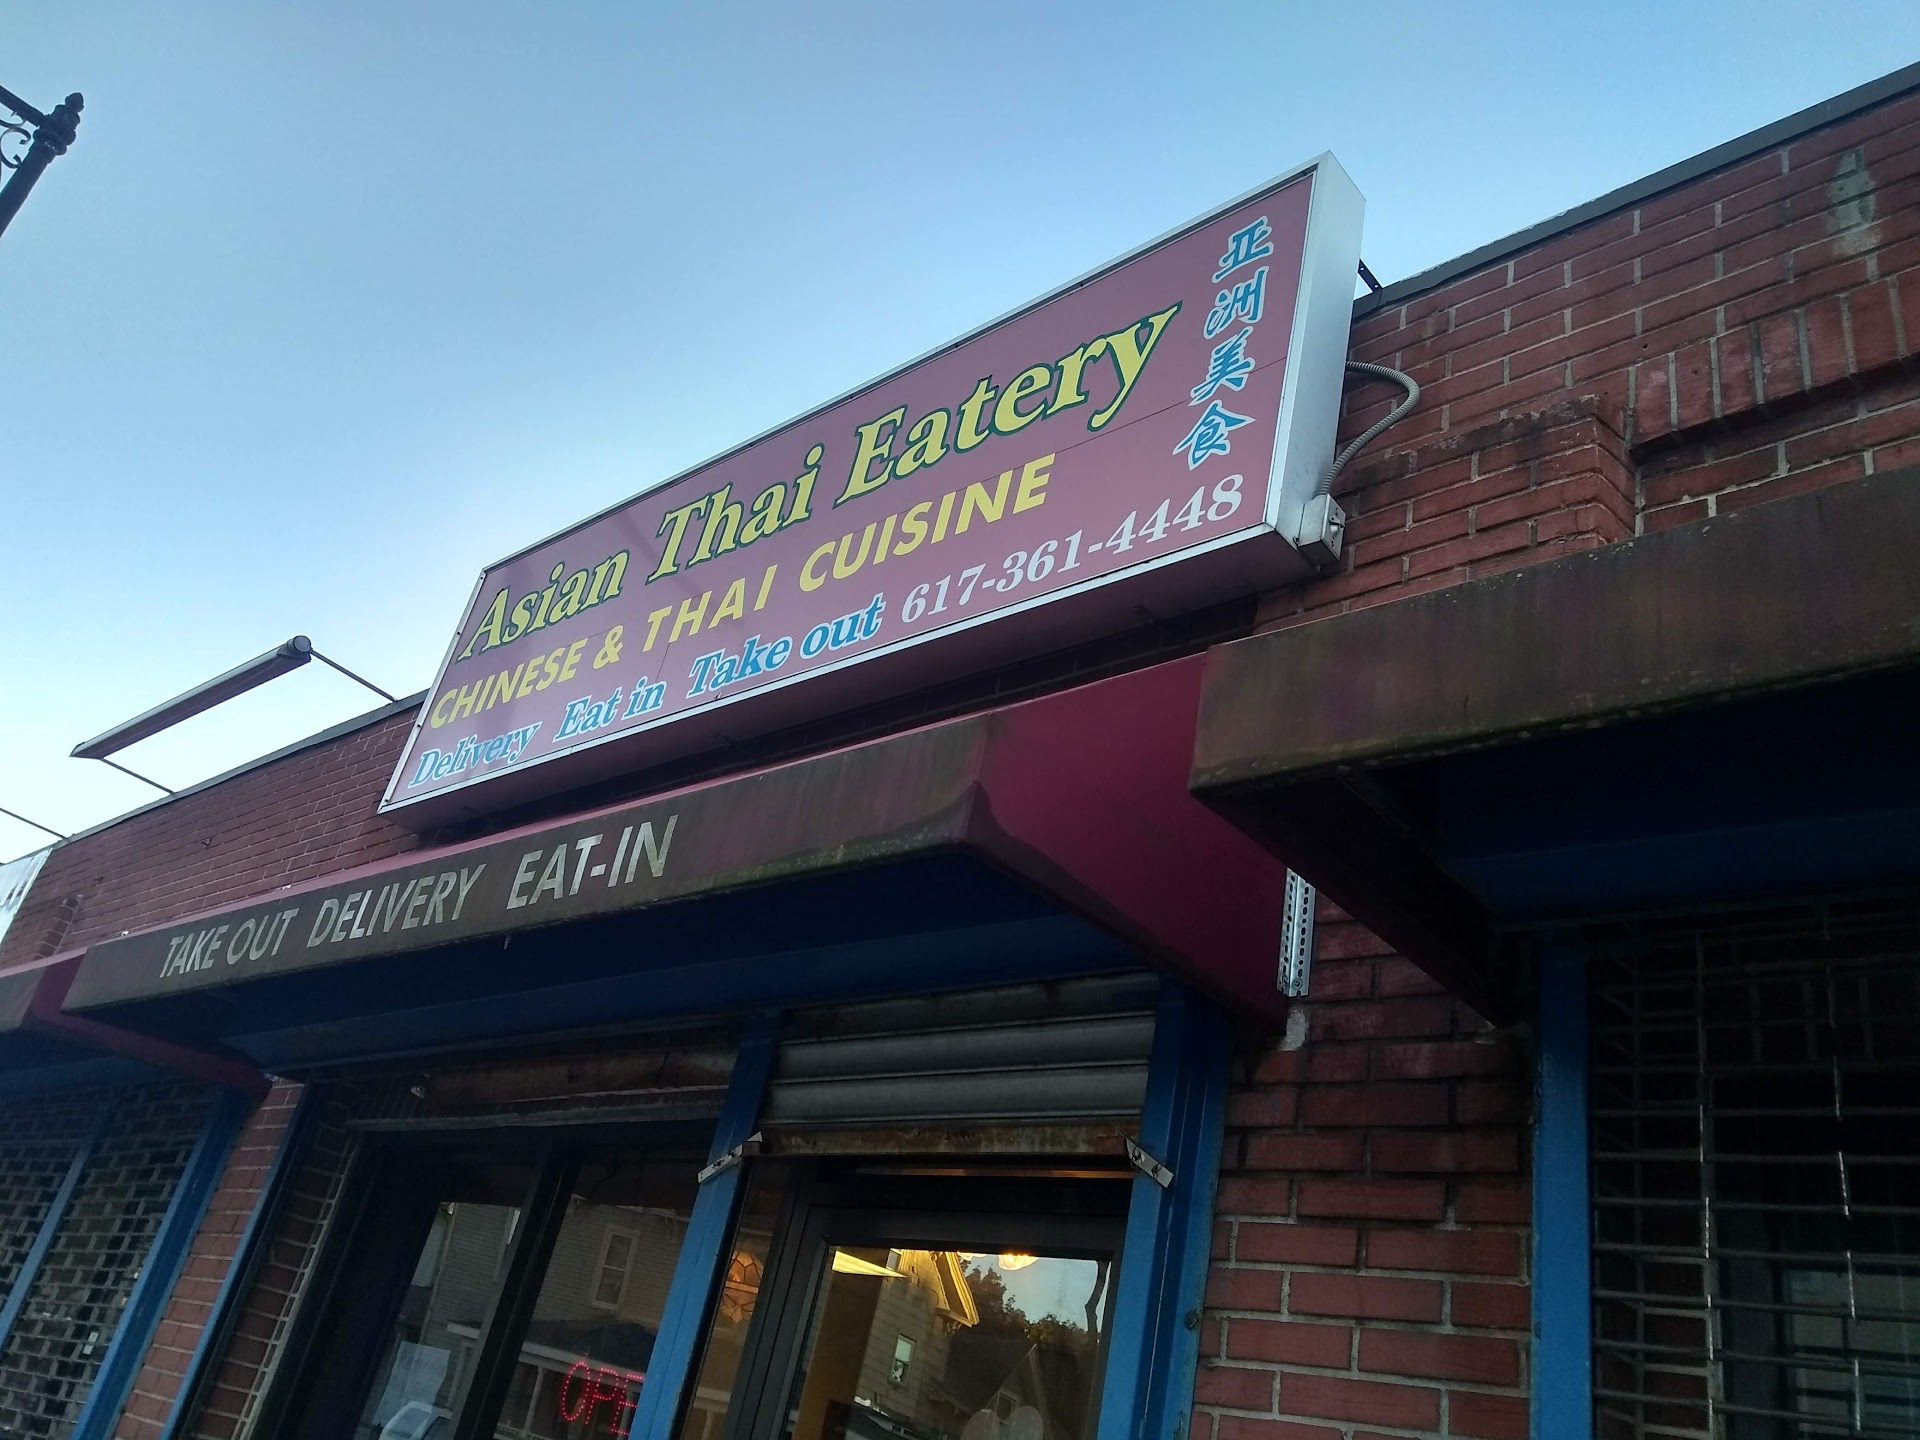 Asian Thai Eatery
亚洲美食
CHINESE & THAI CUISINE
Delivery Eat in Take out 617-361-4448
TAKE OUT DELIVERY EAT-IN